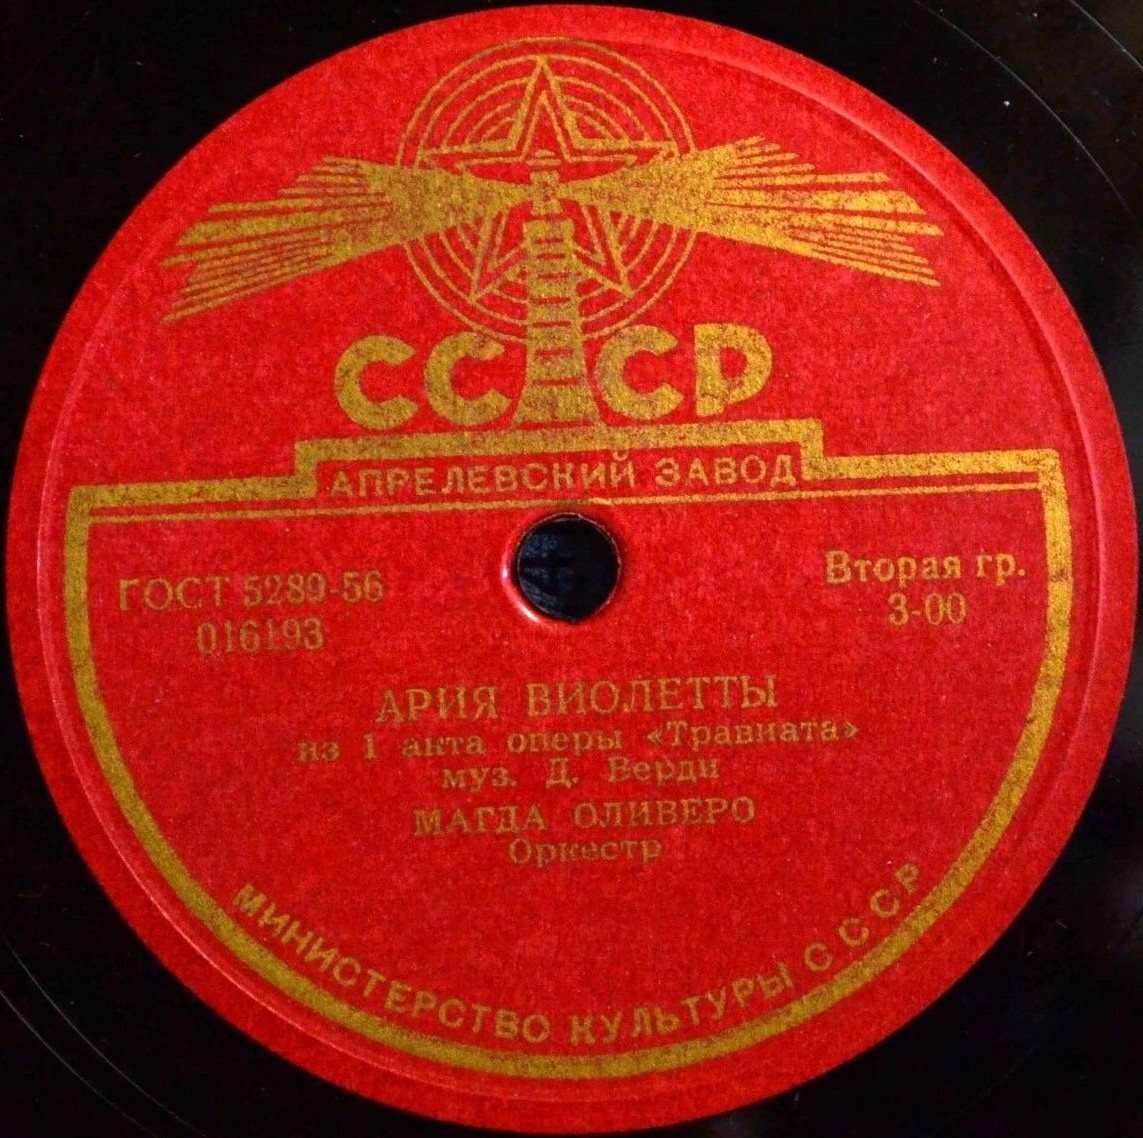 СССР
АПРЕЛЕВСКИЙ ЗАВОД
ГОСТ 5289-56
016193
Вторая гр.
3-00
АРИЯ ВИОЛЕТТЫ
из 1 акта оперы «Травиата»
муз. Д. Верди
МАГДА ОЛИВЕРО
Оркестр
МИНИСТЕРСТВО КУЛЬТУРЫ СССР